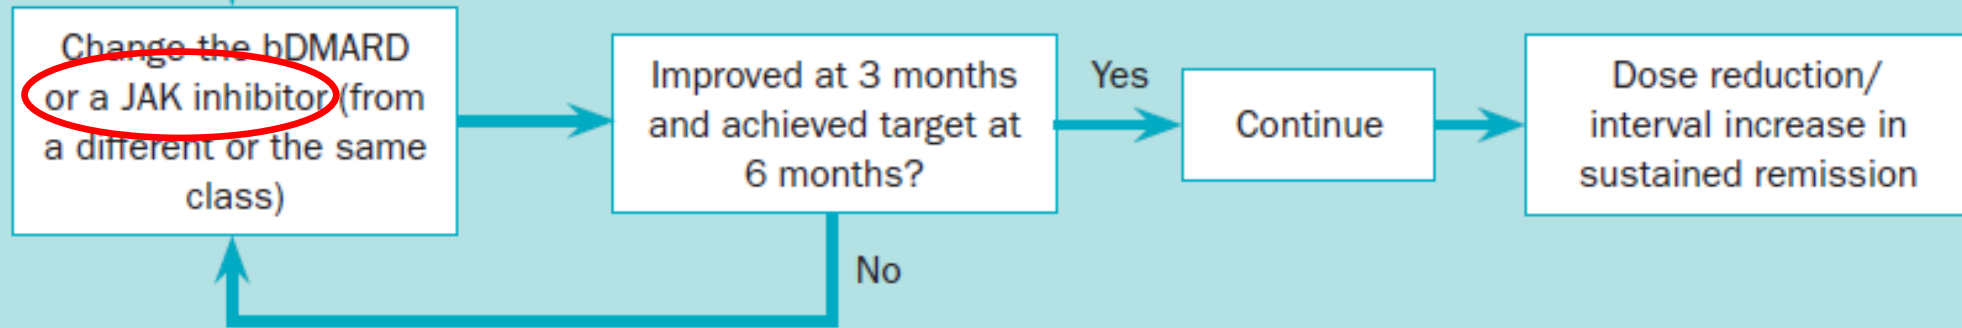 Change the bDMARD
or a JAK inhibitor (from
a different or the same
class)
Improved at 3 months
and achieved target at
6 months?
Yes
No
Continue
Dose reduction/
interval increase in
sustained remission